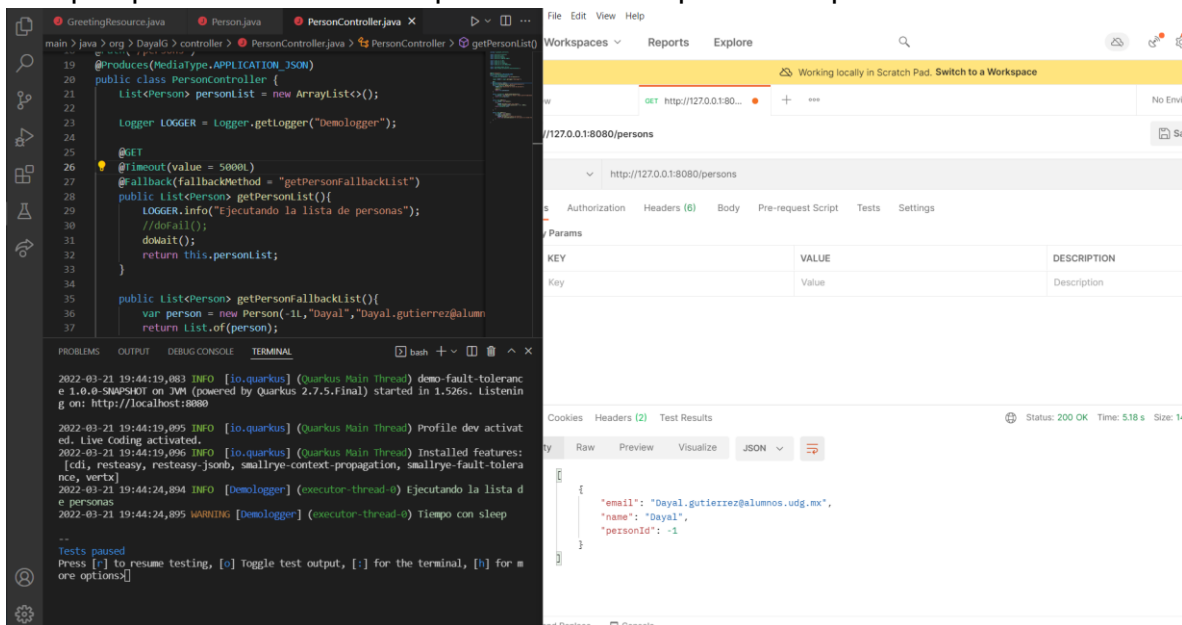 GreetingResource.java Person.java PersonController.java
main > java > org > DayalG > controller > PersonController.java > PersonController > getPersonList()
19 @Produces(MediaType.APPLICATION_JSON)
20 public class PersonController {
21 List<Person> personList = new ArrayList<>();
22
23 Logger LOGGER = Logger.getLogger("Demologger");
24
25 @GET
26 @Timeout(value = 5000L)
27 @Fallback(fallbackMethod = "getPersonFallbackList")
28 public List<Person> getPersonList(){
29 LOGGER.info("Ejecutando la lista de personas");
30 //doFail();
31 doWait();
32 return this.personList;
33 }
34
35 public List<Person> getPersonFallbackList(){
36 var person = new Person(-1L,"Dayal","Dayal.gutierrez@alumn
37 return List.of(person);
PROBLEMS OUTPUT DEBUG CONSOLE TERMINAL bash
2022-03-21 19:44:19,083 INFO [io.quarkus] (Quarkus Main Thread) demo-fault-toleranc
e 1.0.0-SNAPSHOT on JVM (powered by Quarkus 2.7.5.Final) started in 1.526s. Listenin
g on: http://localhost:8080
2022-03-21 19:44:19,095 INFO [io.quarkus] (Quarkus Main Thread) Profile dev activat
ed. Live Coding activated.
2022-03-21 19:44:19,096 INFO [io.quarkus] (Quarkus Main Thread) Installed features:
[cdi, resteasy, resteasy-jsonb, smallrye-context-propagation, smallrye-fault-tolera
nce, vertx]
2022-03-21 19:44:24,894 INFO [Demologger] (executor-thread-0) Ejecutando la lista d
e personas
2022-03-21 19:44:24,895 WARNING [Demologger] (executor-thread-0) Tiempo con sleep
--
Tests paused
Press [r] to resume testing, [o] Toggle test output, [:] for the terminal, [h] for m
ore options>
File Edit View Help
Workspaces Reports Explore
Working locally in Scratch Pad. Switch to a Workspace
GET http://127.0.0.1:80... No Envi
//127.0.0.1:8080/persons Sa
http://127.0.0.1:8080/persons
s Authorization Headers (6) Body Pre-request Script Tests Settings
y Params
KEY VALUE DESCRIPTION
Key Value Description
Cookies Headers (2) Test Results Status: 200 OK Time: 5.18 s Size: 14
ty Raw Preview Visualize JSON
[
{
"email": "Dayal.gutierrez@alumnos.udg.mx",
"name": "Dayal",
"personId": -1
}
]